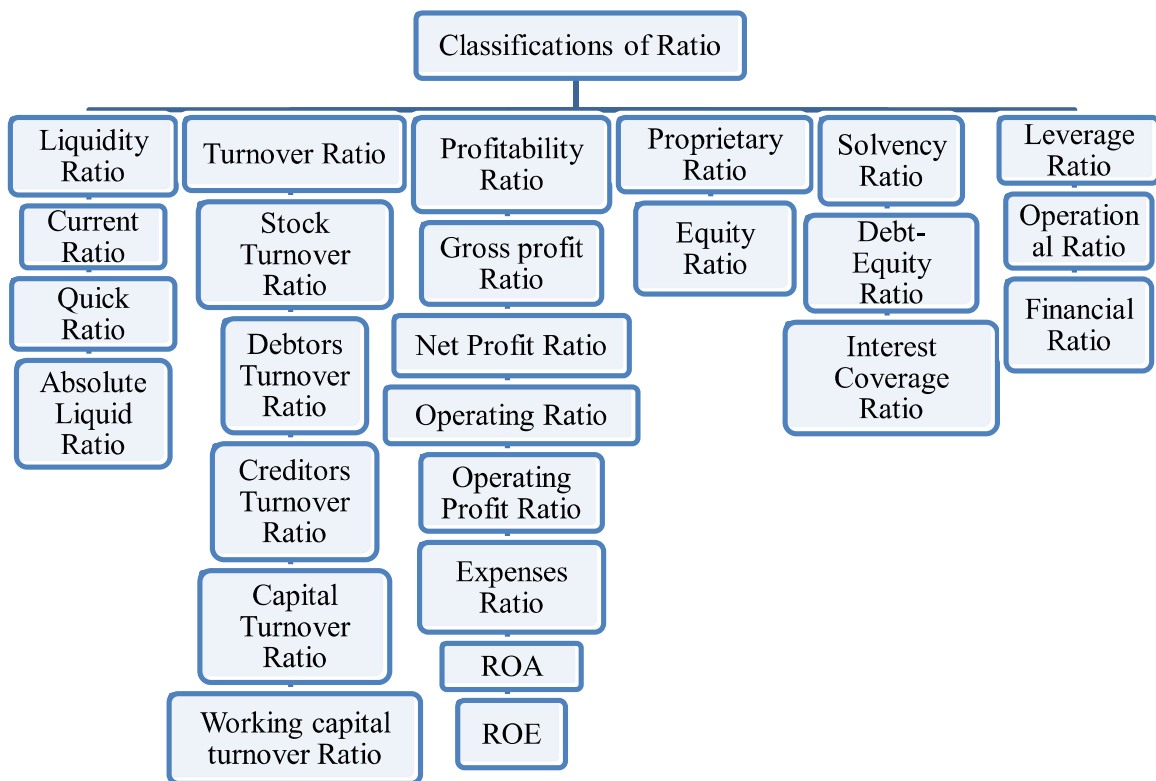 Classifications of Ratio
Liquidity
Ratio
Current
Ratio
Quick
Ratio
Absolute
Liquid
Ratio
Turnover Ratio
Stock
Turnover
Ratio
Debtors
Turnover
Ratio
Creditors
Turnover
Ratio
Capital
Turnover
Ratio
Working capital
turnover Ratio
Profitability
Ratio
Gross profit
Ratio
Net Profit Ratio
Operating Ratio
Operating
Profit Ratio
Expenses
Ratio
ROA
ROE
Proprietary
Ratio
Equity
Ratio
Solvency
Ratio
Debt-
Equity
Ratio
Interest
Coverage
Ratio
Leverage
Ratio
Operation
al Ratio
Financial
Ratio